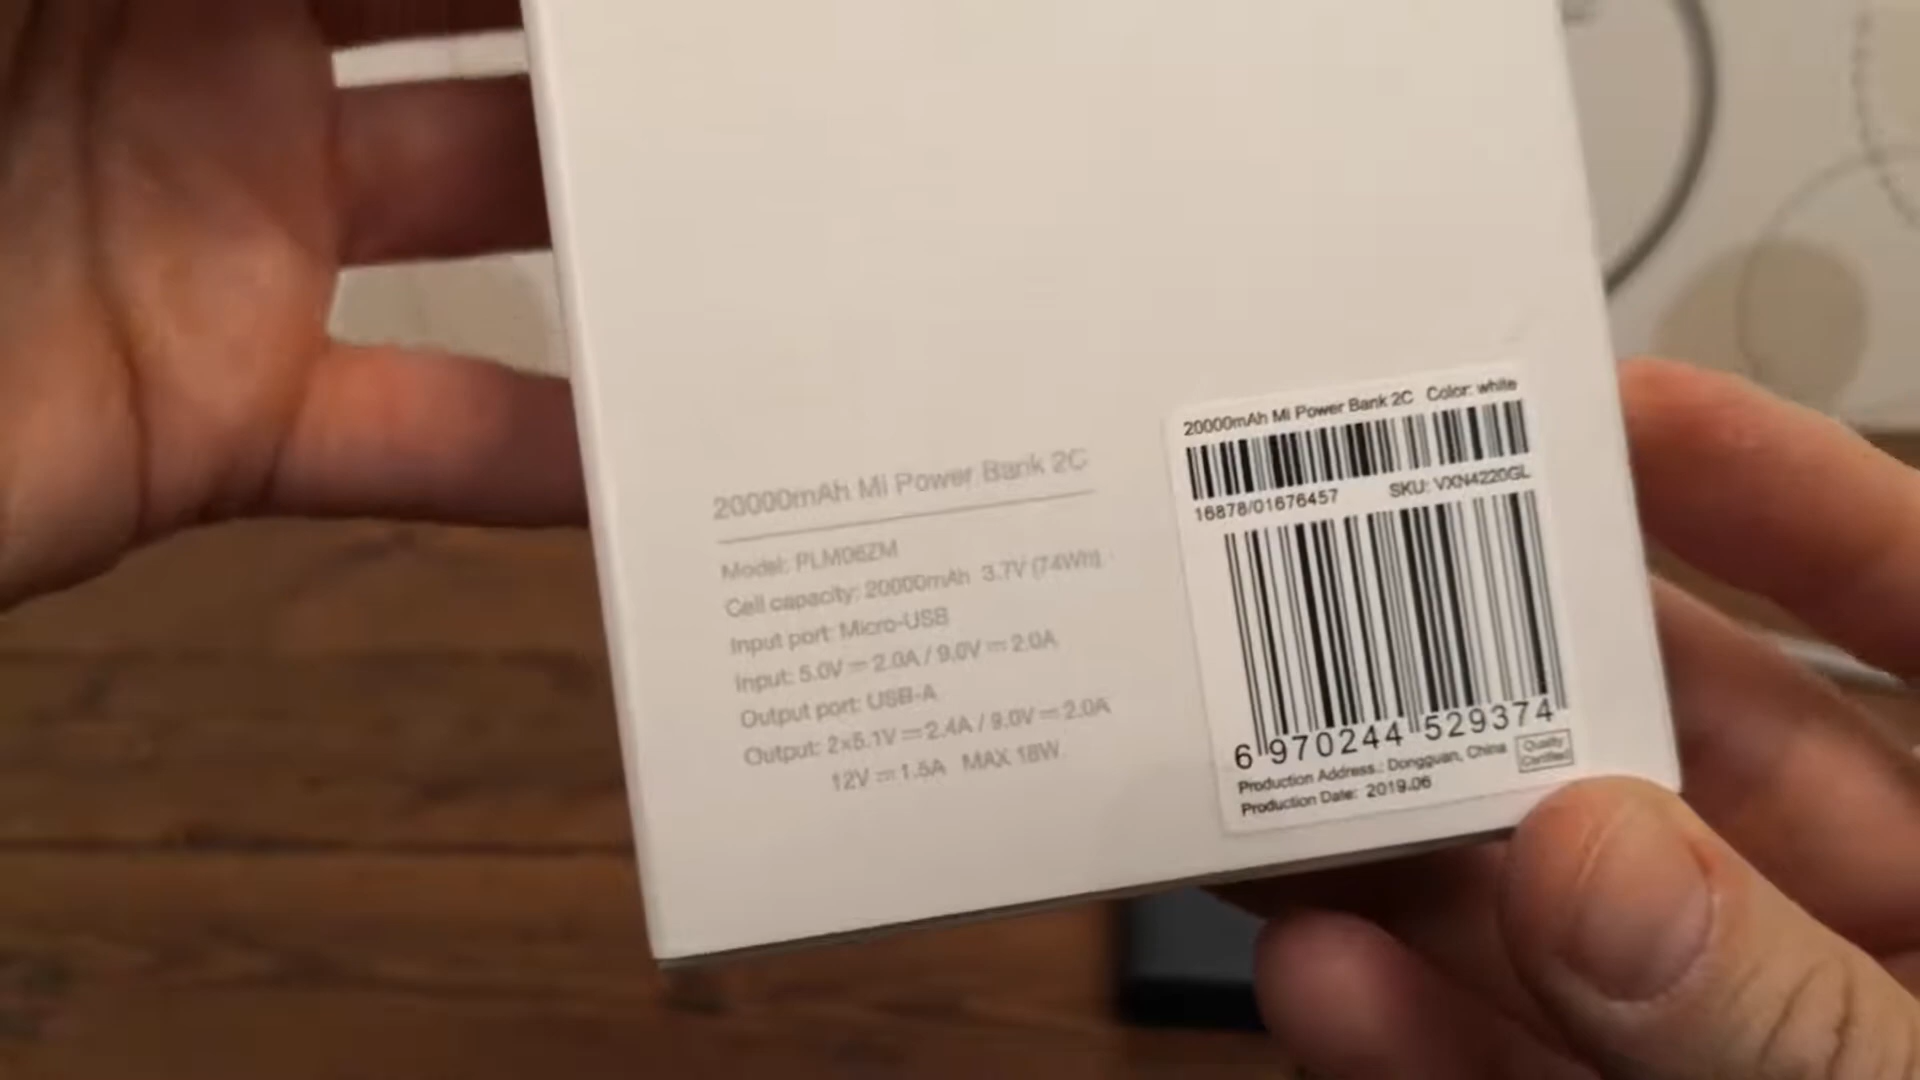 20000mAh Mi Power Bank 2C
Model: PLM06ZM
Cell capacity: 20000mAh 3.7V (74Wh)
Input port: Micro-USB
Input: 5.0V⎓2.0A / 9.0V⎓2.0A
Output port: USB-A
Output: 2×5.1V⎓2.4A / 9.0V⎓2.0A
12V⎓1.5A MAX 18W
20000mAh Mi Power Bank 2C Color: white
16878/01676457 SKU: VXN4220GL
6 970244 529374
Production Address.: Dongguan, China
Production Date: 2019.06
Quality
Certified